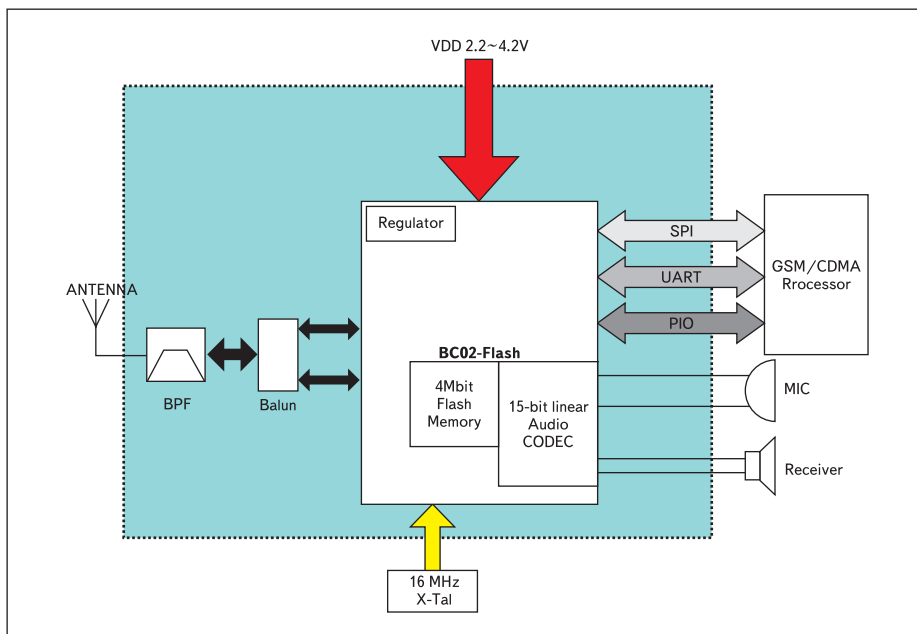 VDD 2.2~4.2V
Regulator
SPI
UART
PIO
GSM/CDMA
Rrocessor
ANTENNA
BPF
Balun
BC02-Flash
4Mbit
Flash
Memory
15-bit linear
Audio
CODEC
MIC
Receiver
16 MHz
X-Tal